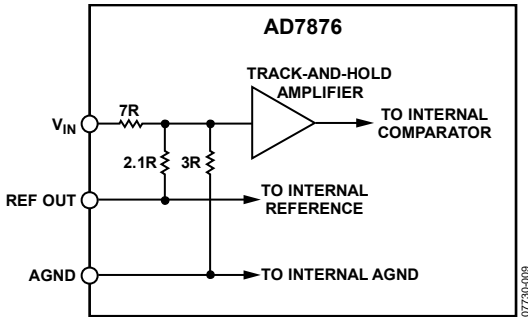 AD7876
TRACK-AND-HOLD
AMPLIFIER
7R
VIN
TO INTERNAL
COMPARATOR
2.1R
3R
REF OUT
TO INTERNAL
REFERENCE
AGND
TO INTERNAL AGND
07730-009